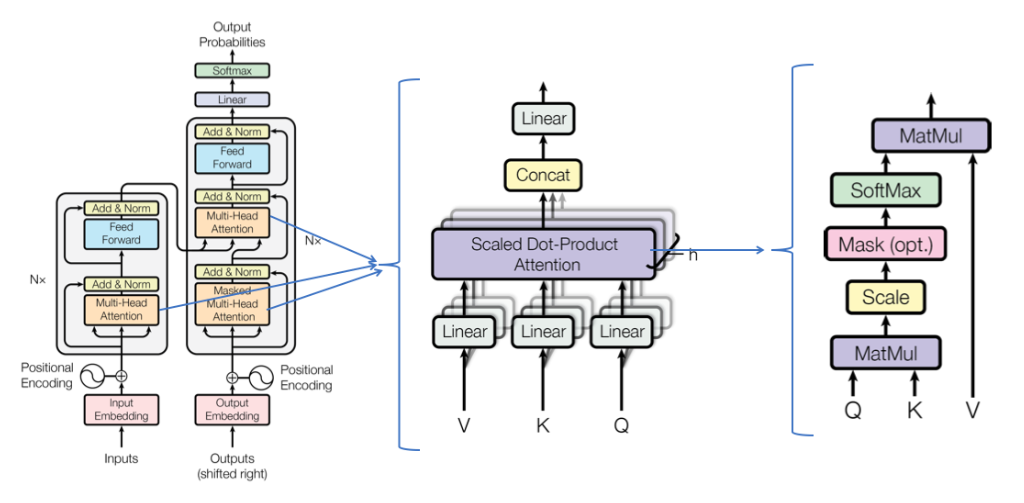 Output
Probabilities
Softmax
Linear
Add & Norm
Feed
Forward
Add & Norm
Multi-Head
Attention
Nx
Add & Norm
Masked
Multi-Head
Attention
Add & Norm
Feed
Forward
Nx
Add & Norm
Multi-Head
Attention
Positional
Encoding
Positional
Encoding
Input
Embedding
Output
Embedding
Inputs
Outputs
(shifted right)
Linear
Concat
Scaled Dot-Product
Attention
h
Linear
Linear
Linear
V
K
Q
MatMul
SoftMax
Mask (opt.)
Scale
MatMul
Q
K
V